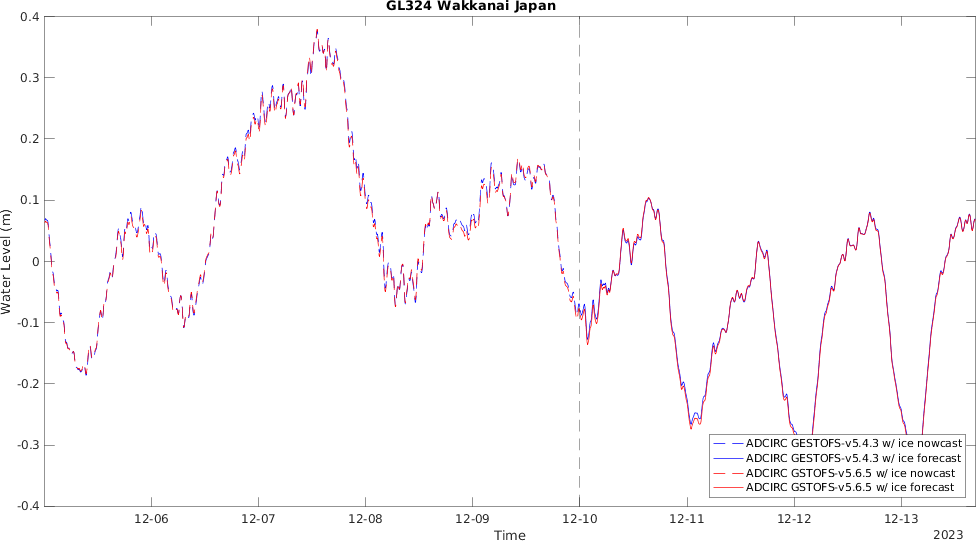 GL324 Wakkanai Japan
0.4
0.3
0.2
0.1
0
-0.1
-0.2
-0.3
-0.4
Water Level (m)
12-06
12-07
12-08
12-09
12-10
12-11
12-12
12-13
Time
2023
ADCIRC GESTOFS-v5.4.3 w/ ice nowcast
ADCIRC GESTOFS-v5.4.3 w/ ice forecast
ADCIRC GSTOFS-v5.6.5 w/ ice nowcast
ADCIRC GSTOFS-v5.6.5 w/ ice forecast